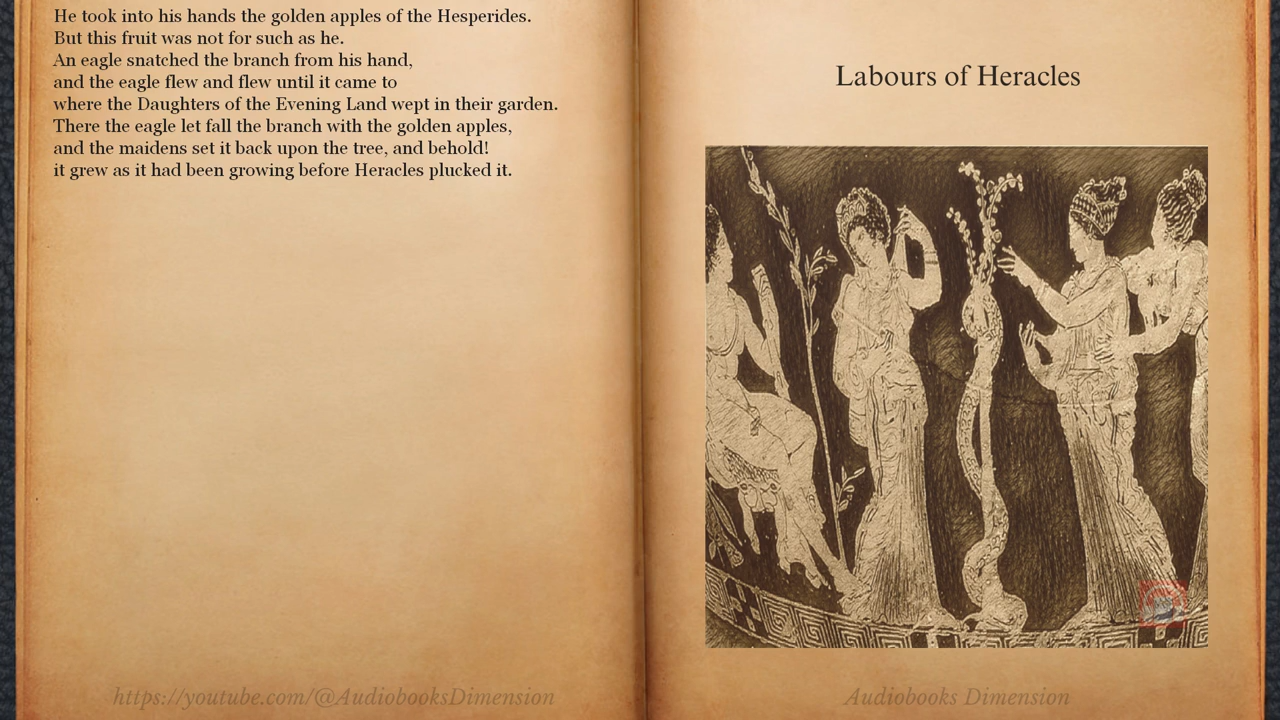 He took into his hands the golden apples of the Hesperides.
But this fruit was not for such as he.
An eagle snatched the branch from his hand,
and the eagle flew and flew until it came to
where the Daughters of the Evening Land wept in their garden.
There the eagle let fall the branch with the golden apples,
and the maidens set it back upon the tree, and behold!
it grew as it had been growing before Heracles plucked it.
https://youtube.com/@AudiobooksDimension
Labours of Heracles
Audiobooks Dimension